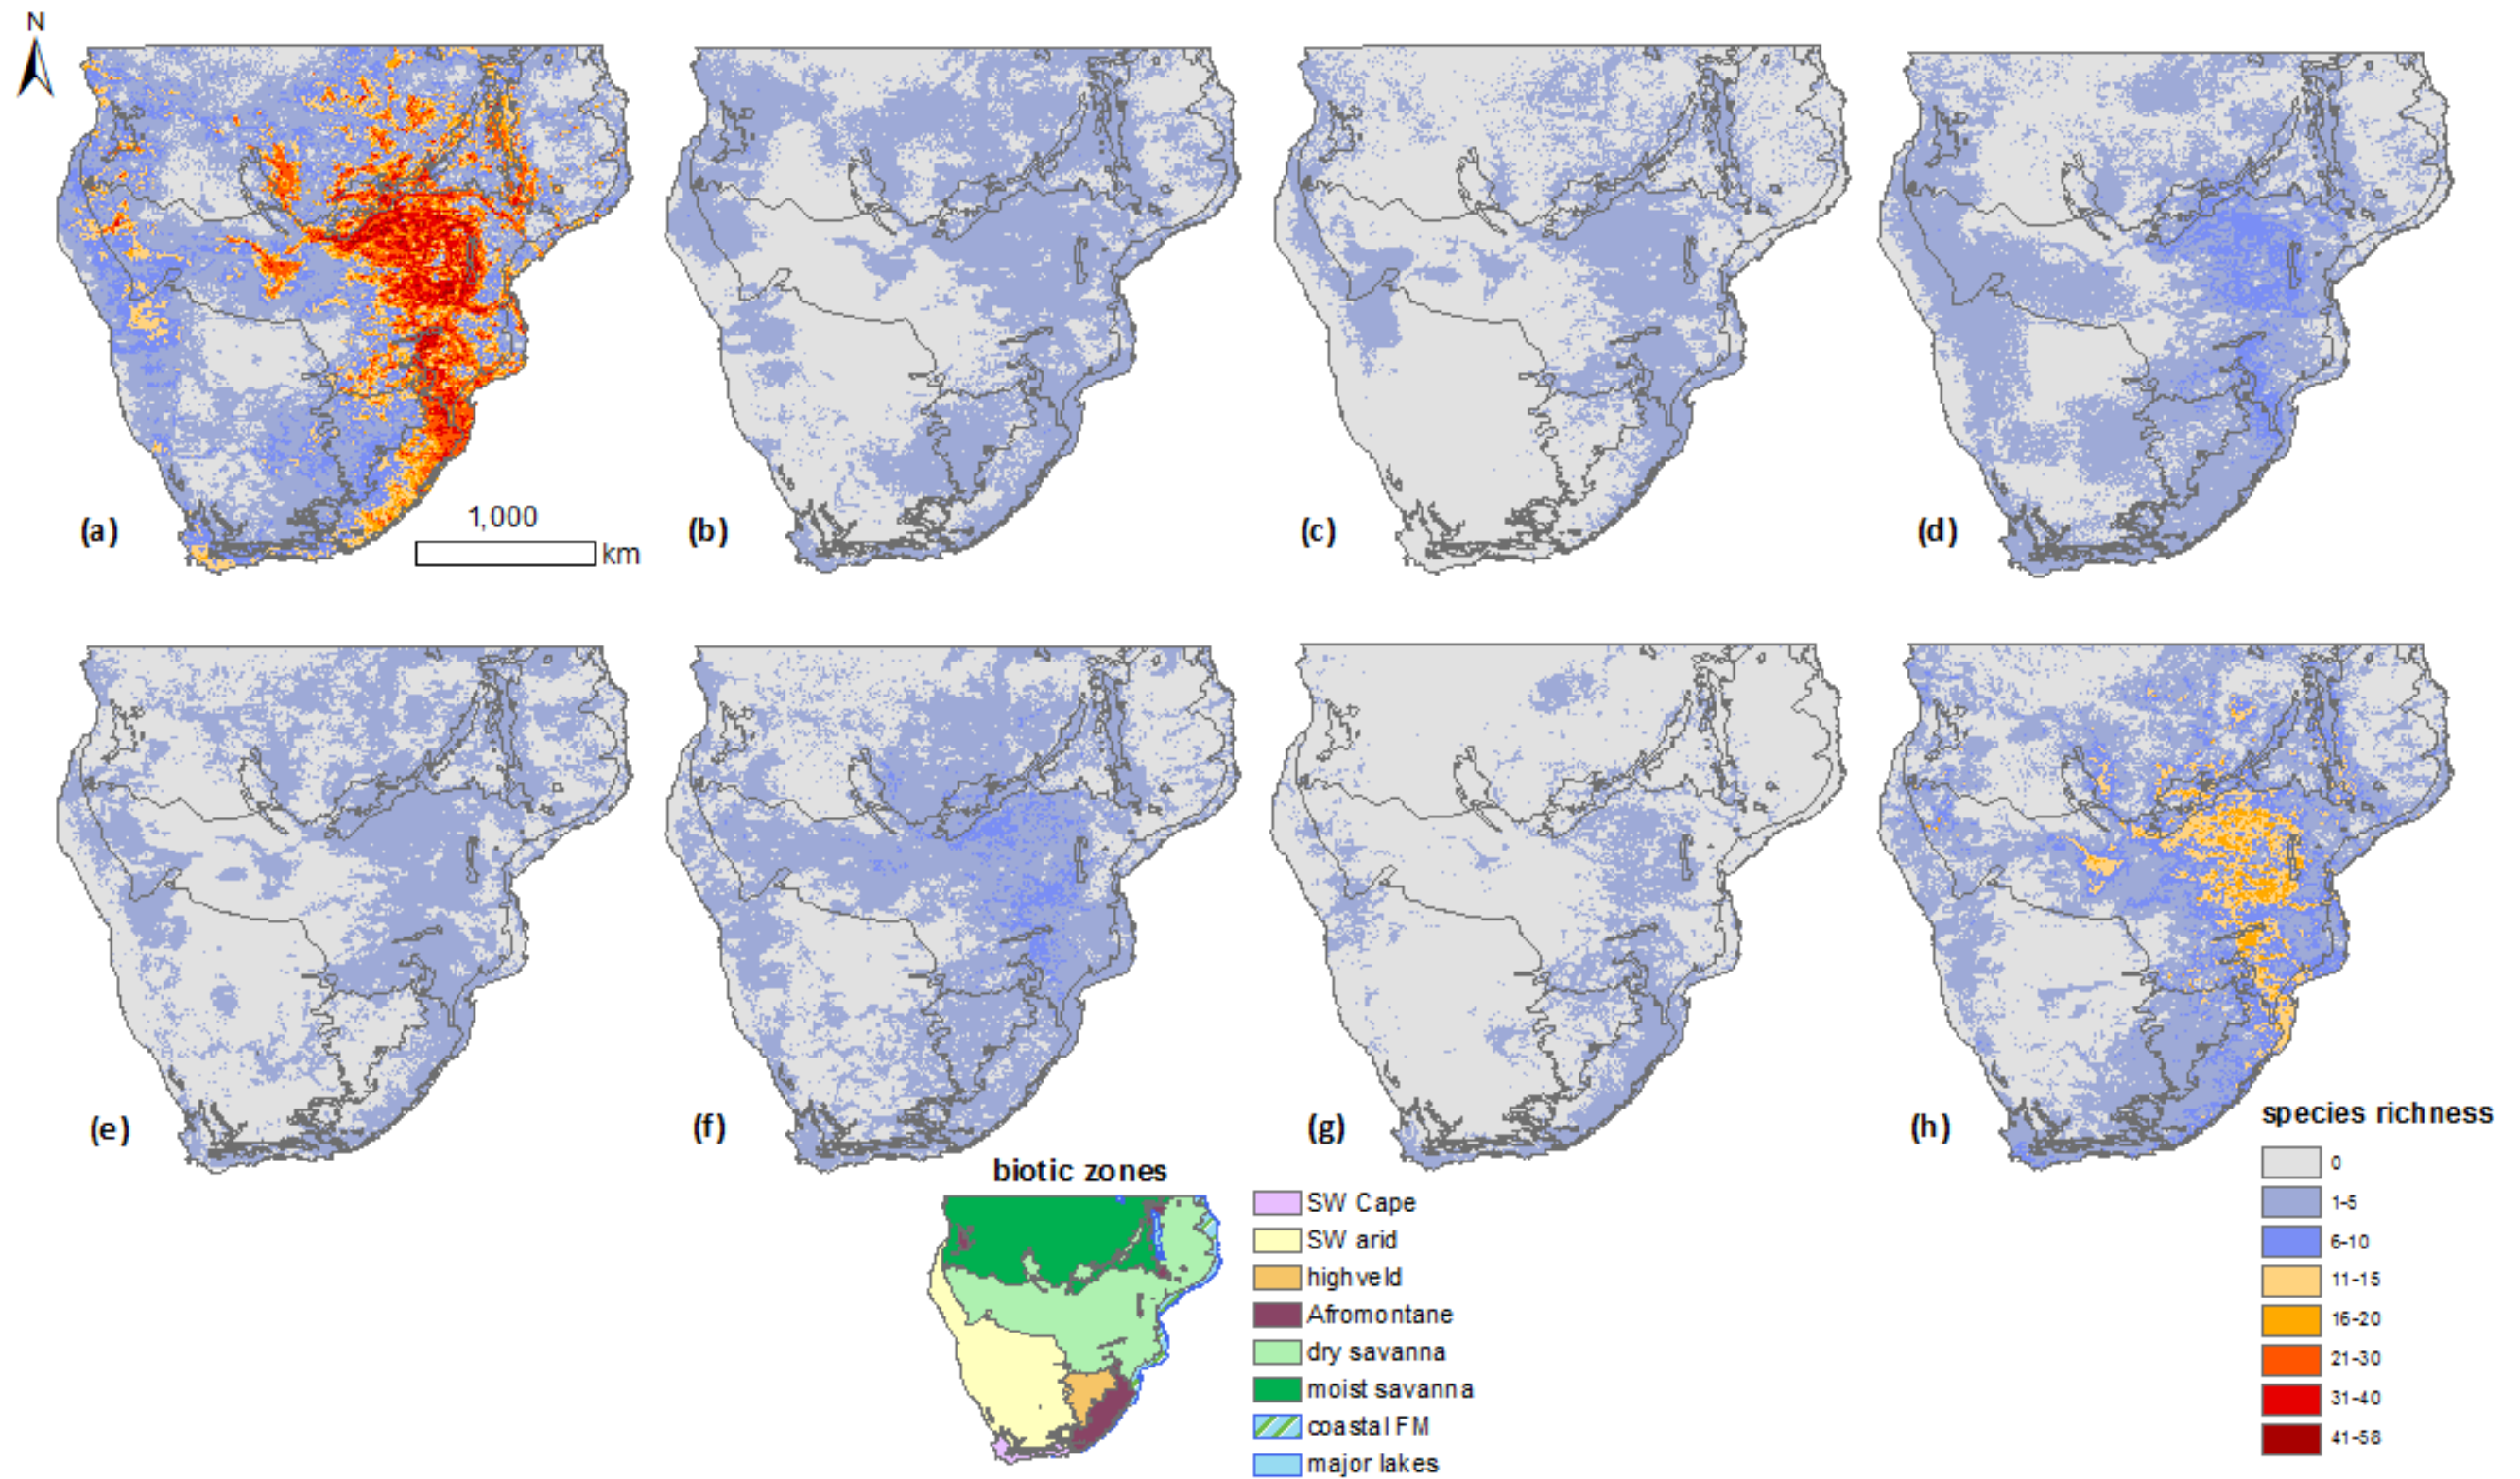 N
(a)
1,000
km
(b)
(c)
(d)
(e)
(f)
(g)
(h)
species richness
0
1-5
6-10
11-15
16-20
21-30
31-40
41-58
biotic zones
SW Cape
SW arid
highveld
Afromontane
dry savanna
moist savanna
coastal FM
major lakes